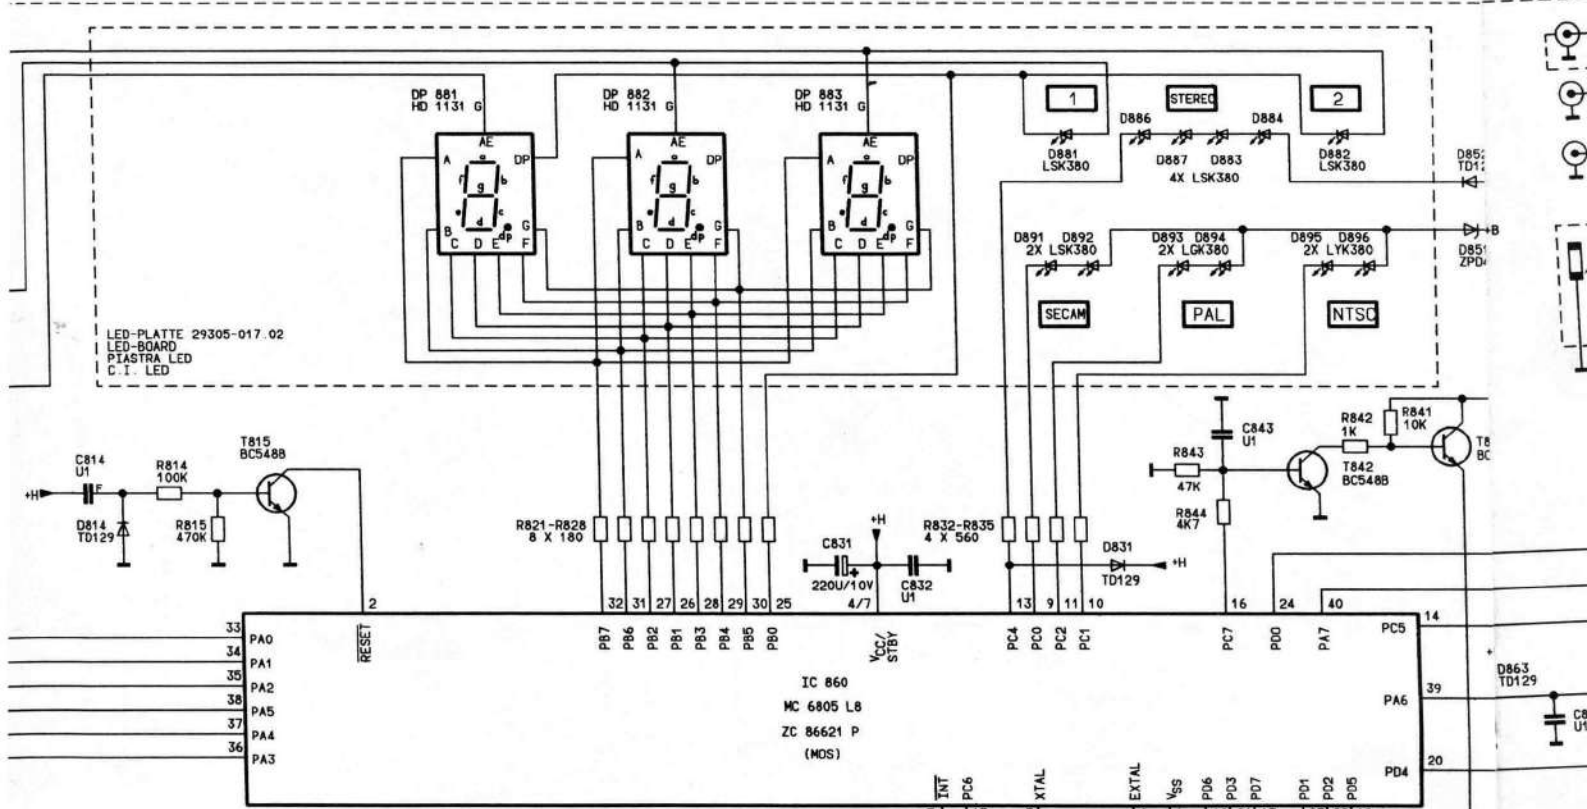 DP 881
HD 1131 G
DP 882
HD 1131 G
DP 883
HD 1131 G
1
STEREO
2
D886
D884
D881
LSK380
D887
D883
4X LSK380
D882
LSK380
AE
A
DP
f
g
b
e
d
c
dp
B
G
C
D
E
F
AE
A
DP
f
g
b
e
d
c
dp
B
G
C
D
E
F
AE
A
DP
f
g
b
e
d
c
dp
B
G
C
D
E
F
D891
D892
2X LSK380
D893
D894
2X LGK380
D895
D896
2X LYK380
+B
SECAM
PAL
NTSC
LED-PLATTE 29305-017.02
LED-BOARD
PIASTRA LED
C.I. LED
T815
BC548B
C814
U1
F
R814
100K
+H
D814
TD129
R815
470K
R821-R828
8 X 180
C831
220U/10V
+
+H
C832
U1
R832-R835
4 X 560
D831
TD129
+H
C843
U1
R843
47K
R844
4K7
R842
1K
R841
10K
T842
BC548B
2
32
31
27
26
28
29
30
25
4/7
13
9
11
10
16
24
40
RESET
PB7
PB6
PB2
PB1
PB3
PB4
PB5
PB0
VCC/
STBY
PC4
PC0
PC2
PC1
PC7
PD0
PA7
33
PA0
34
PA1
35
PA2
38
PA5
37
PA4
36
PA3
14
PC5
39
PA6
20
PD4
IC 860
MC 6805 L8
ZC 86621 P
(MOS)
D863
TD129
INT
PC6
XTAL
EXTAL
VSS
PD6
PD3
PD7
PD1
PD2
PD5